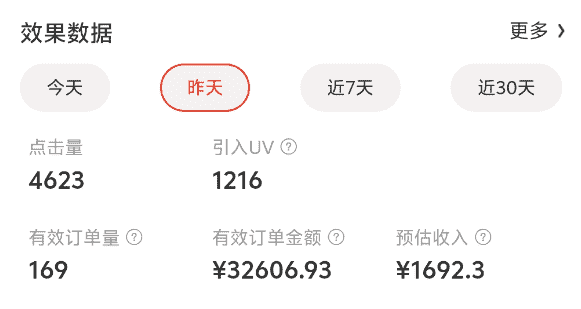 效果数据 更多 >
今天 昨天 近7天 近30天
点击量 引入UV ?
4623 1216
有效订单量 ? 有效订单金额 ? 预估收入 ?
169 ¥32606.93 ¥1692.3